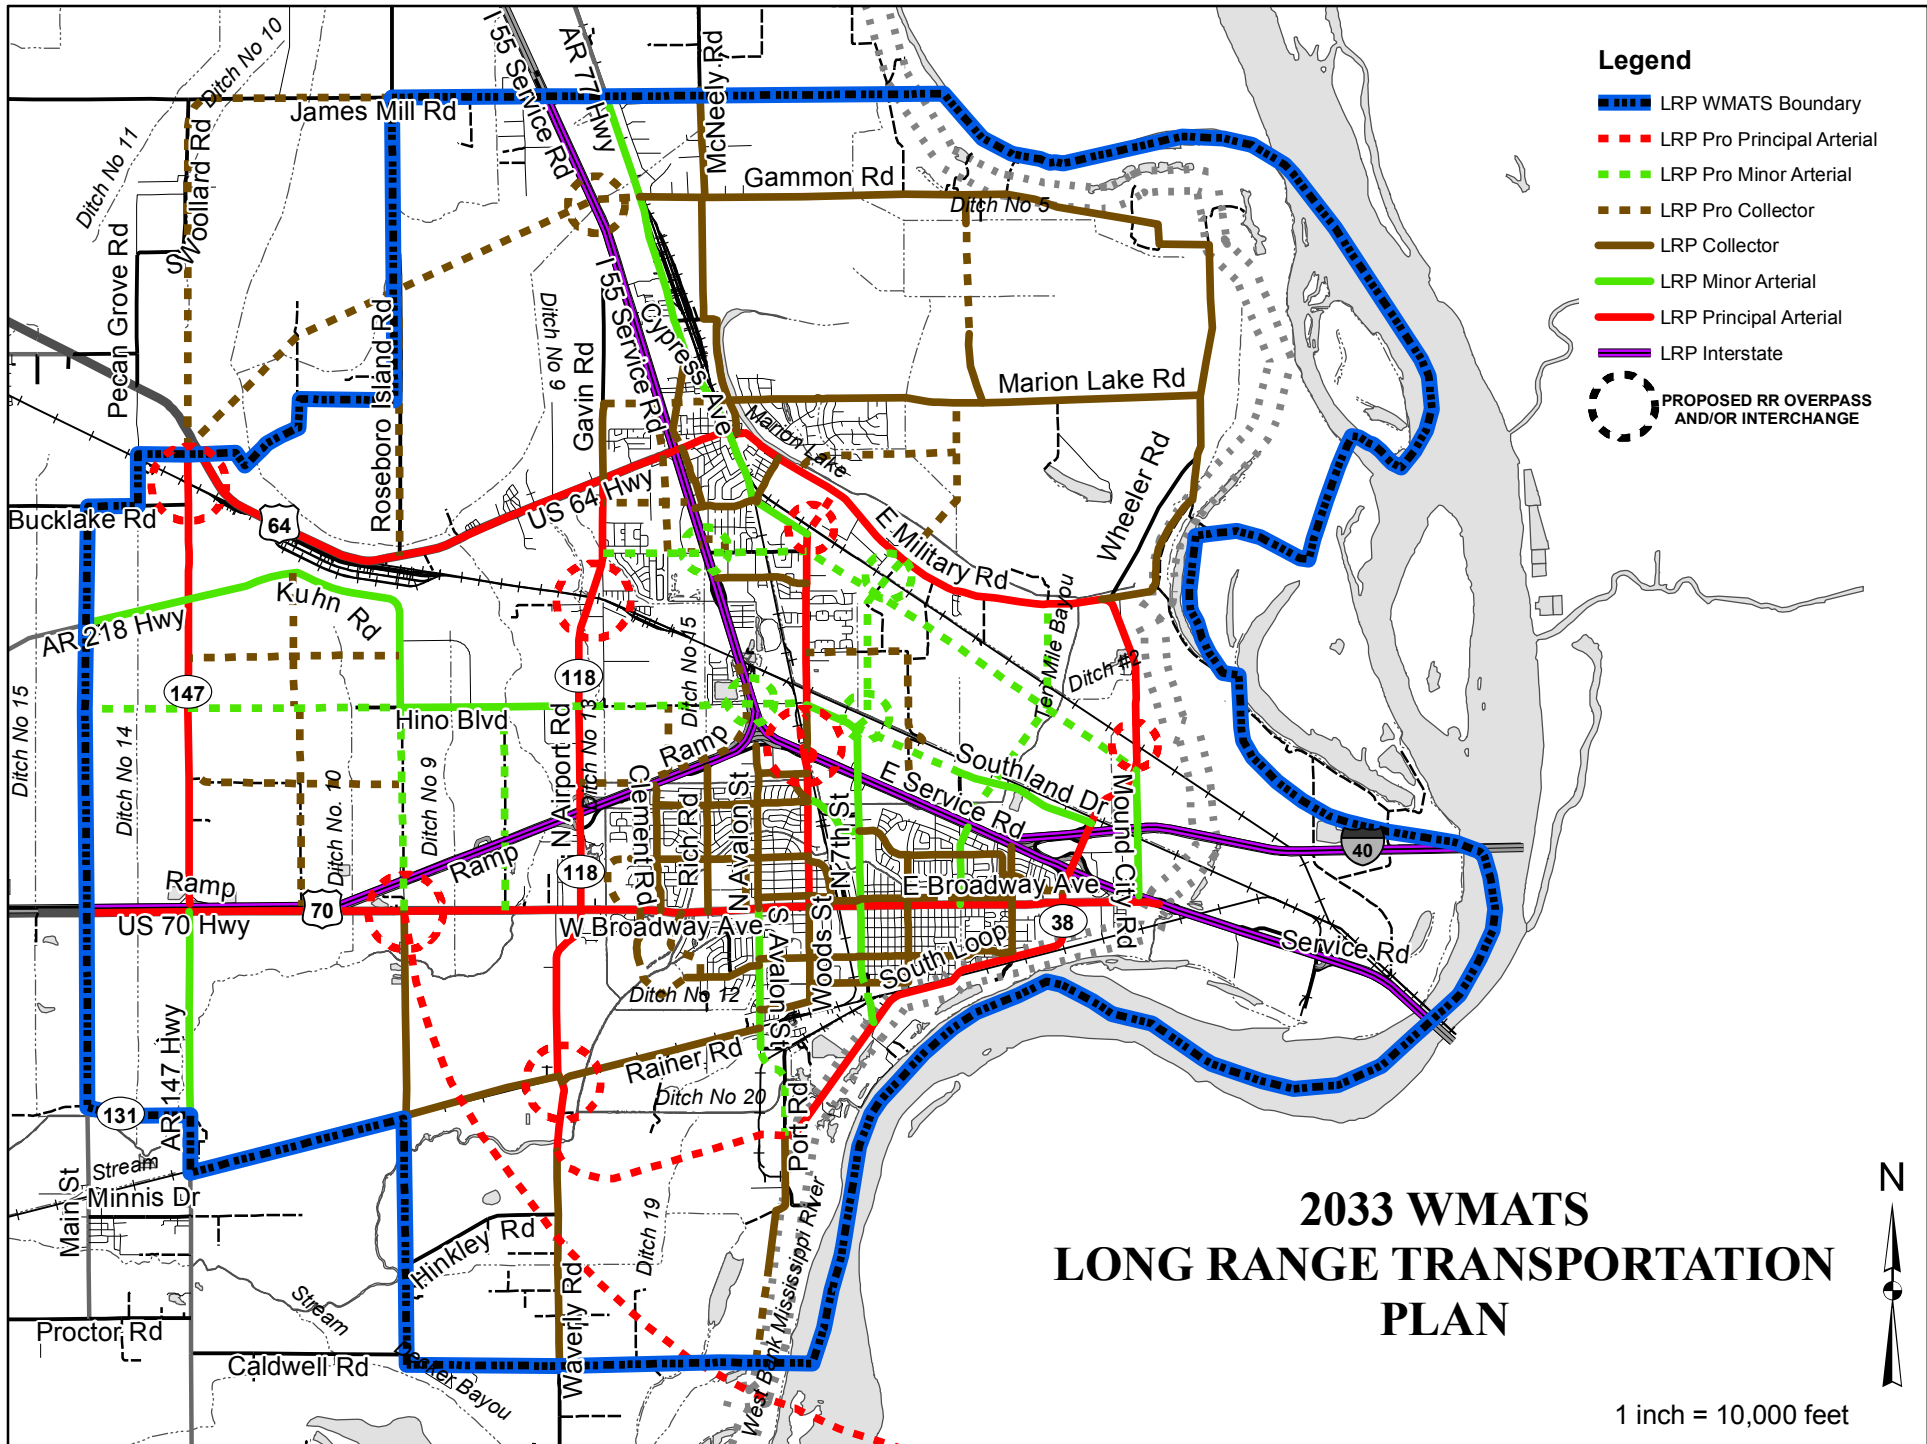 Legend
LRP WMATS Boundary
LRP Pro Principal Arterial
LRP Pro Minor Arterial
LRP Pro Collector
LRP Collector
LRP Minor Arterial
LRP Principal Arterial
LRP Interstate
PROPOSED RR OVERPASS
AND/OR INTERCHANGE
Ditch No 10
Ditch No 11
James Mill Rd
I 55 Service Rd
AR 77 Hwy
McNeely Rd
Gammon Rd
Ditch No 5
S Woollard Rd
Pecan Grove Rd
Roseboro Island Rd
Ditch No 9
Gavin Rd
I 55 Service Rd
Cypress Ave
Marion Lake Rd
Marion Lake
Wheeler Rd
Bucklake Rd
64
US 64 Hwy
E Military Rd
Kuhn Rd
AR 218 Hwy
Ten Mile Bayou
Ditch #2
147
118
Ditch No 15
Ditch No 15
Ditch No 14
Hino Blvd
N Airport Rd
Ditch No 13
Ramp
Ditch No. 10
Ditch No 9
Clement Rd
Rich Rd
N Avalon St
N 7th St
E Service Rd
Southland Dr
Mound City Rd
40
Ramp
Ramp
118
70
US 70 Hwy
W Broadway Ave
E Broadway Ave
38
Service Rd
South Loop
S Avalon St
Woods St
Ditch No 12
Rainer Rd
Ditch No 20
Port Rd
AR 147 Hwy
131
Stream
Main St
Minnis Dr
Hinkley Rd
Ditch 19
Stream
Waverly Rd
West Bank Mississippi River
Proctor Rd
Caldwell Rd
Decker Bayou
2033 WMATS
LONG RANGE TRANSPORTATION
PLAN
N
1 inch = 10,000 feet